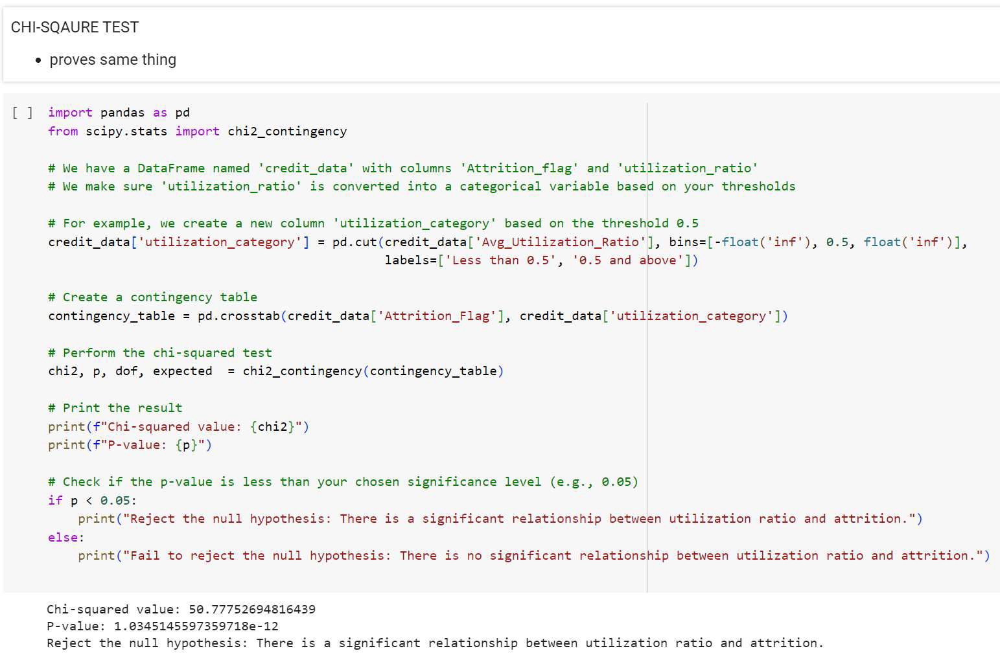 CHI-SQAURE TEST
• proves same thing
[ ] import pandas as pd
from scipy.stats import chi2_contingency
# We have a DataFrame named 'credit_data' with columns 'Attrition_flag' and 'utilization_ratio'
# We make sure 'utilization_ratio' is converted into a categorical variable based on your thresholds
# For example, we create a new column 'utilization_category' based on the threshold 0.5
credit_data['utilization_category'] = pd.cut(credit_data['Avg_Utilization_Ratio'], bins=[-float('inf'), 0.5, float('inf')],
labels=['Less than 0.5', '0.5 and above'])
# Create a contingency table
contingency_table = pd.crosstab(credit_data['Attrition_Flag'], credit_data['utilization_category'])
# Perform the chi-squared test
chi2, p, dof, expected  = chi2_contingency(contingency_table)
# Print the result
print(f"Chi-squared value: {chi2}")
print(f"P-value: {p}")
# Check if the p-value is less than your chosen significance level (e.g., 0.05)
if p < 0.05:
    print("Reject the null hypothesis: There is a significant relationship between utilization ratio and attrition.")
else:
    print("Fail to reject the null hypothesis: There is no significant relationship between utilization ratio and attrition.")
Chi-squared value: 50.77752694816439
P-value: 1.0345145597359718e-12
Reject the null hypothesis: There is a significant relationship between utilization ratio and attrition.